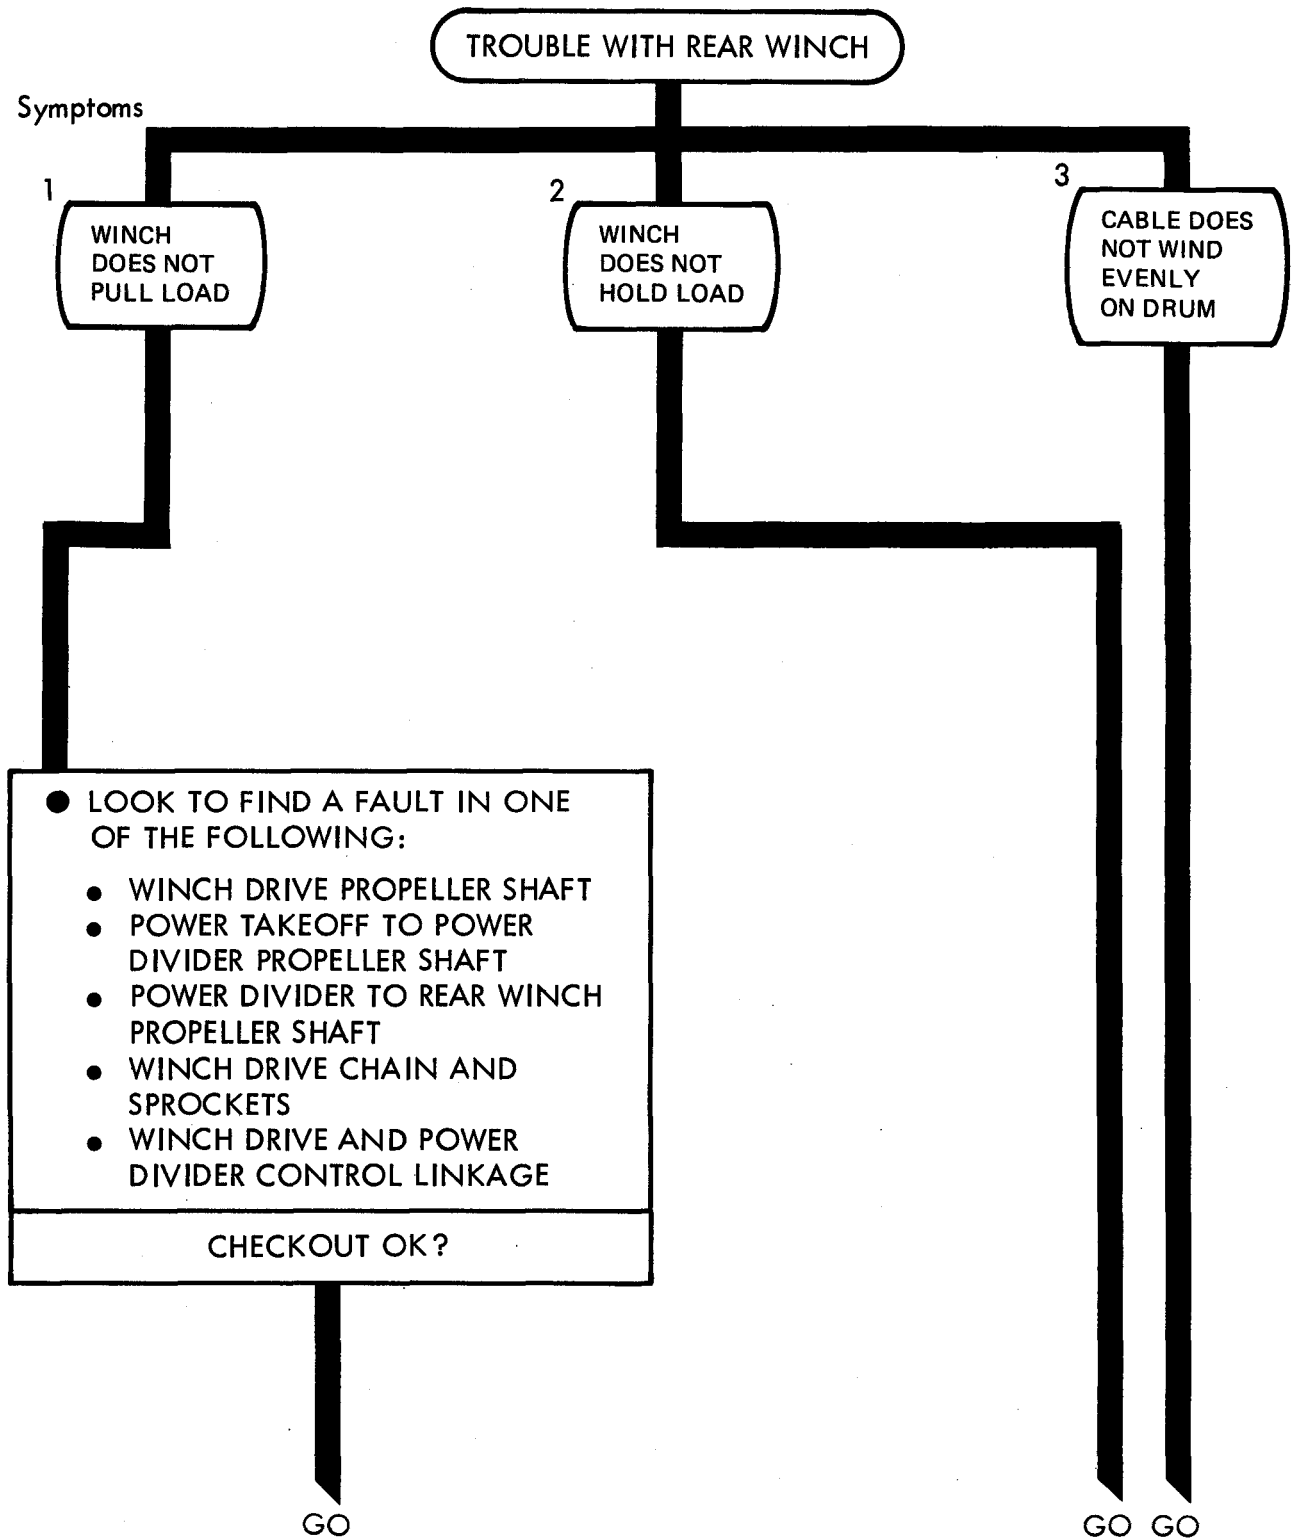 TROUBLE WITH REAR WINCH
Symptoms
1
WINCH
DOES NOT
PULL LOAD
2
WINCH
DOES NOT
HOLD LOAD
3
CABLE DOES
NOT WIND
EVENLY
ON DRUM
● LOOK TO FIND A FAULT IN ONE
OF THE FOLLOWING:
● WINCH DRIVE PROPELLER SHAFT
● POWER TAKEOFF TO POWER
DIVIDER PROPELLER SHAFT
● POWER DIVIDER TO REAR WINCH
PROPELLER SHAFT
● WINCH DRIVE CHAIN AND
SPROCKETS
● WINCH DRIVE AND POWER
DIVIDER CONTROL LINKAGE
CHECKOUT OK?
GO
GO
GO